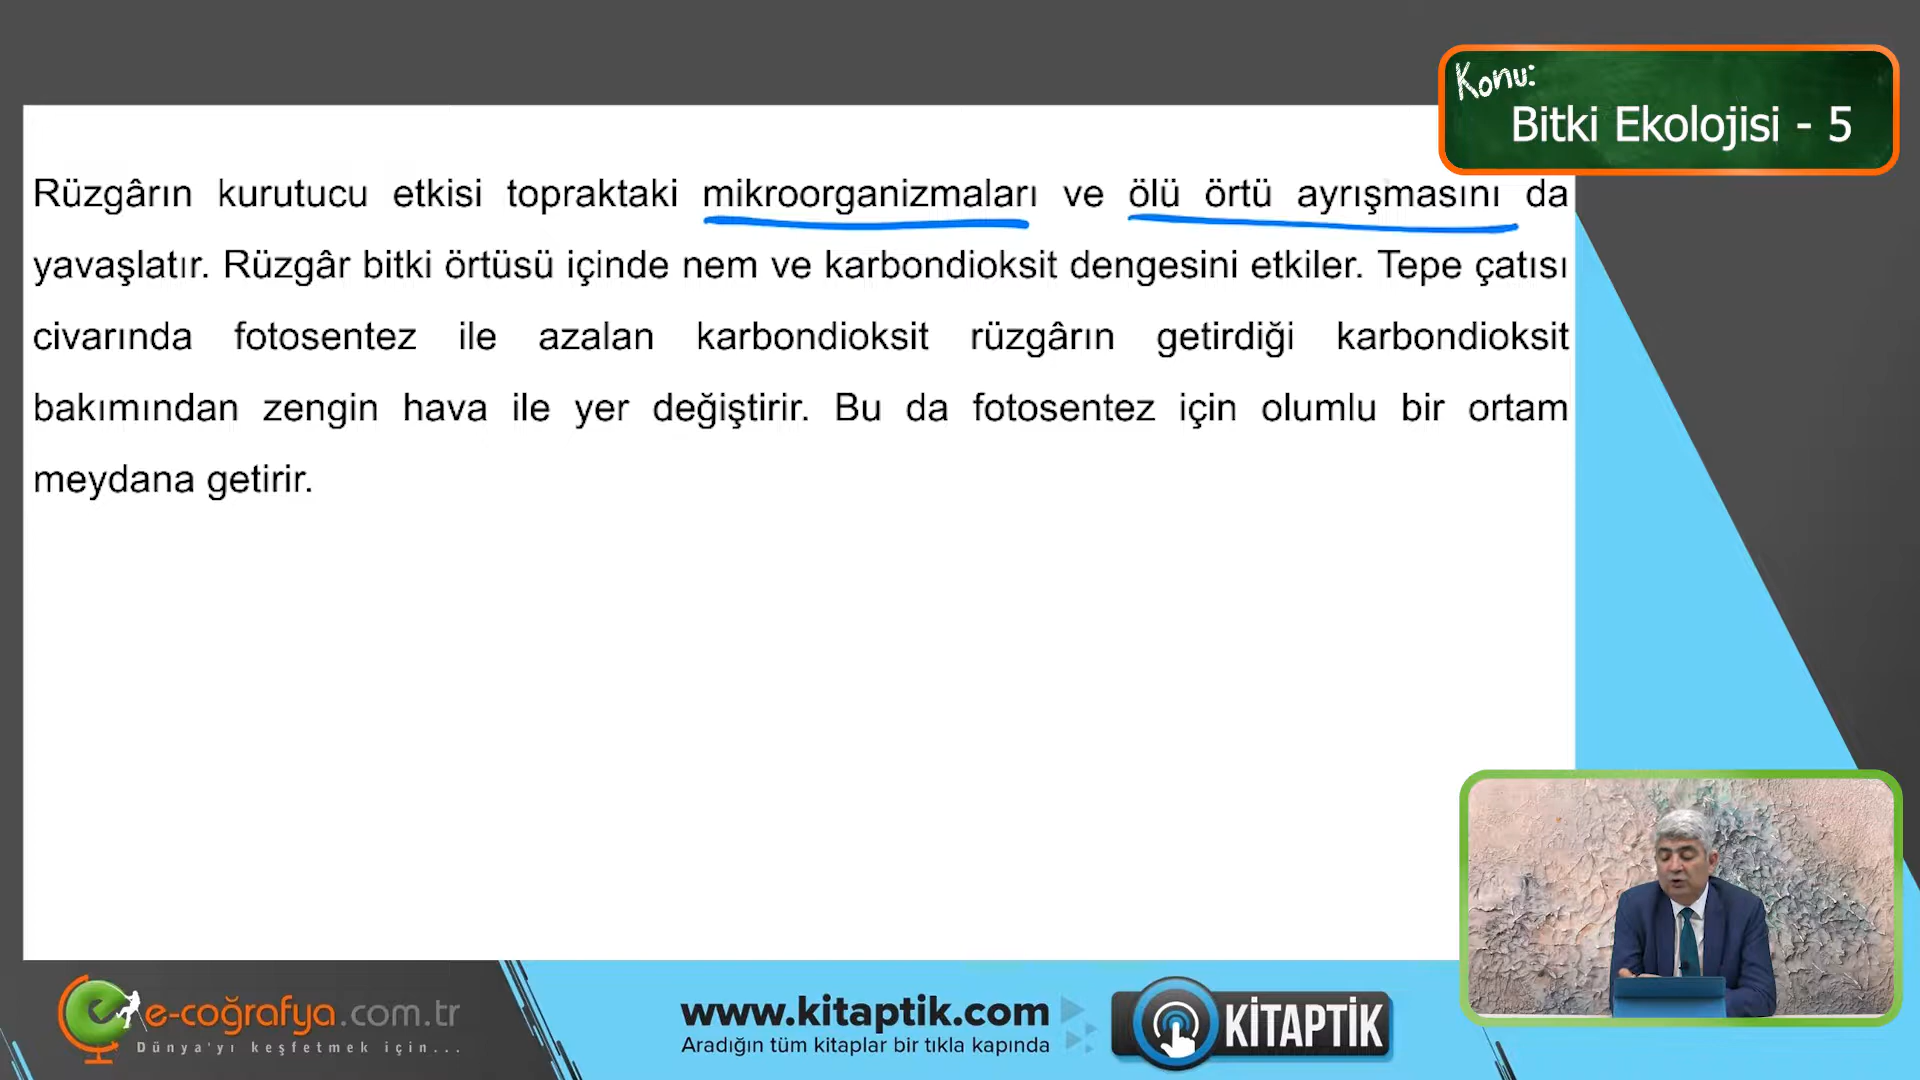 Konu:
Bitki Ekolojisi - 5
Rüzgârın kurutucu etkisi topraktaki mikroorganizmaları ve ölü örtü ayrışmasını da
yavaşlatır. Rüzgâr bitki örtüsü içinde nem ve karbondioksit dengesini etkiler. Tepe çatısı
civarında fotosentez ile azalan karbondioksit rüzgârın getirdiği karbondioksit
bakımından zengin hava ile yer değiştirir. Bu da fotosentez için olumlu bir ortam
meydana getirir.
e-coğrafya.com.tr
Dünya'yı keşfetmek için...
www.kitaptik.com
Aradığın tüm kitaplar bir tıkla kapında
KİTAPTİK